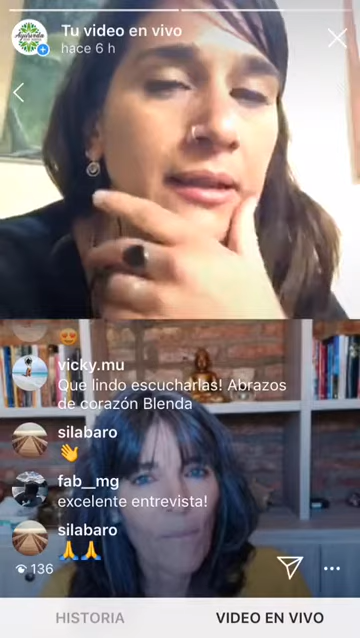 Tu video en vivo
hace 6 h
vicky.mu
Que lindo escucharlas! Abrazos
de corazón Blenda
silabaro
👋
fab__mg
excelente entrevista!
silabaro
🙏🙏
136
HISTORIA
VIDEO EN VIVO